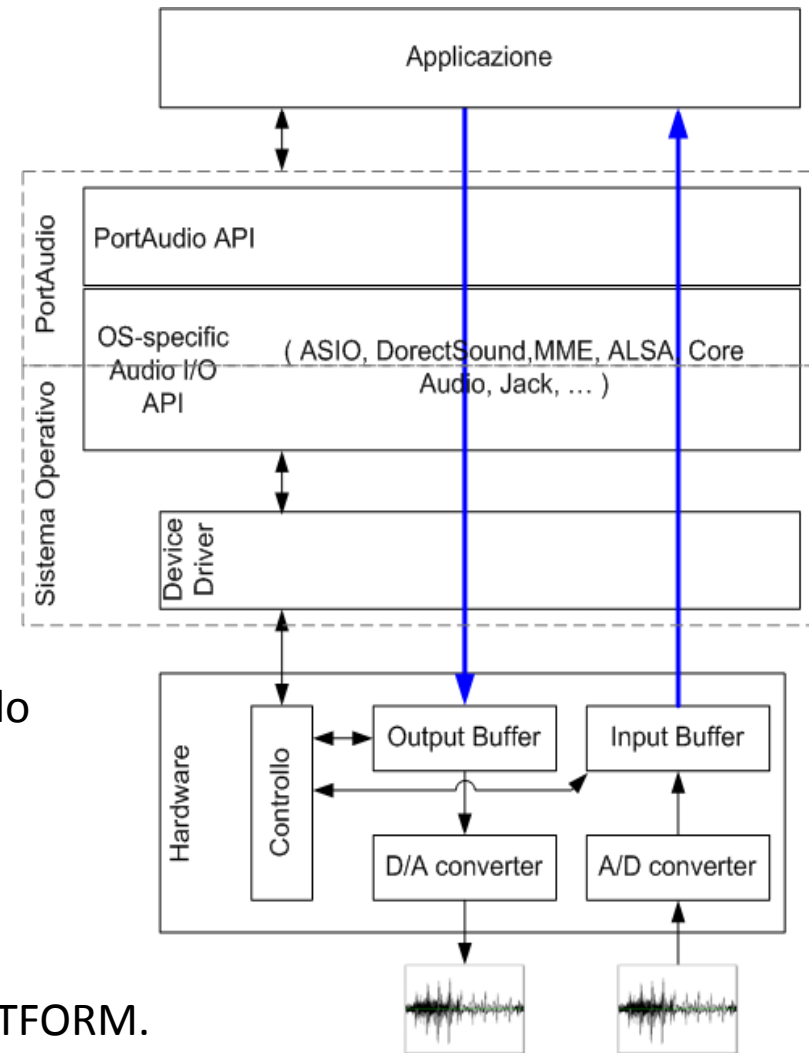 Applicazione
PortAudio
PortAudio API
OS-specific
Audio I/O
API
( ASIO, DorectSound,MME, ALSA, Core
Audio, Jack, … )
Sistema Operativo
Device
Driver
Hardware
Controllo
Output Buffer
Input Buffer
D/A converter
A/D converter
lo
TFORM.